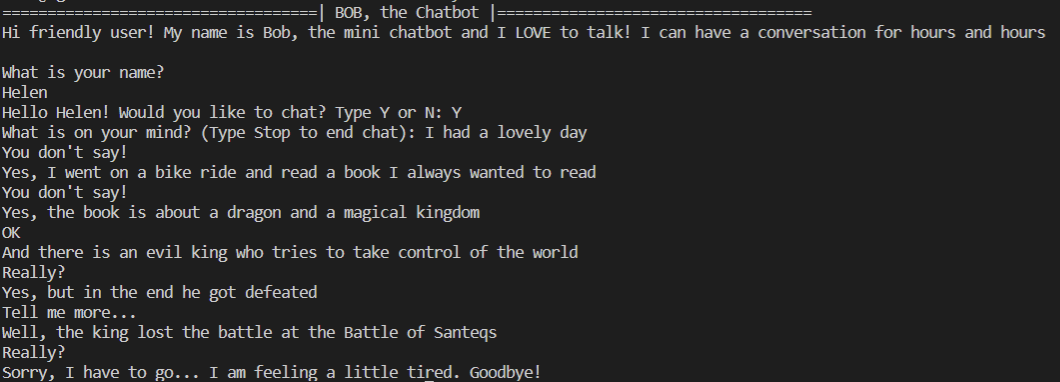 ===================================| BOB, the Chatbot |===================================
Hi friendly user! My name is Bob, the mini chatbot and I LOVE to talk! I can have a conversation for hours and hours
What is your name?
Helen
Hello Helen! Would you like to chat? Type Y or N: Y
What is on your mind? (Type Stop to end chat): I had a lovely day
You don't say!
Yes, I went on a bike ride and read a book I always wanted to read
You don't say!
Yes, the book is about a dragon and a magical kingdom
OK
And there is an evil king who tries to take control of the world
Really?
Yes, but in the end he got defeated
Tell me more...
Well, the king lost the battle at the Battle of Santeqs
Really?
Sorry, I have to go... I am feeling a little tired. Goodbye!